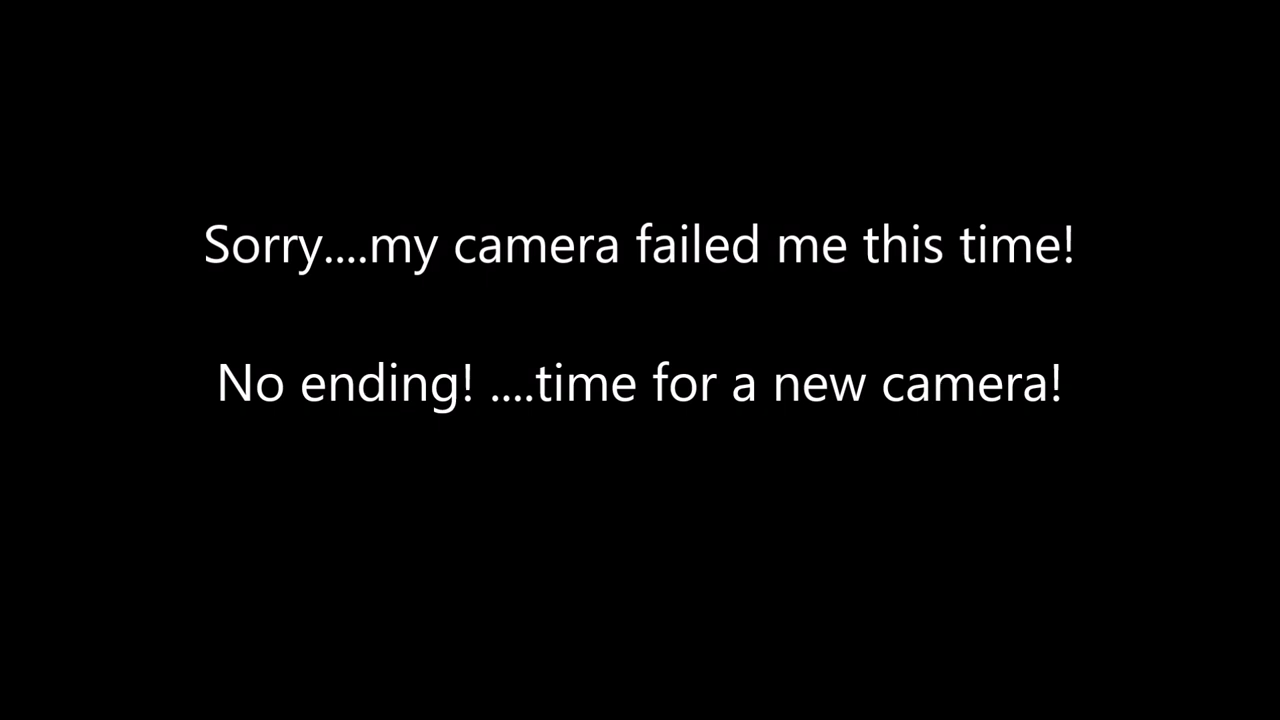 Sorry....my camera failed me this time!
No ending! ....time for a new camera!